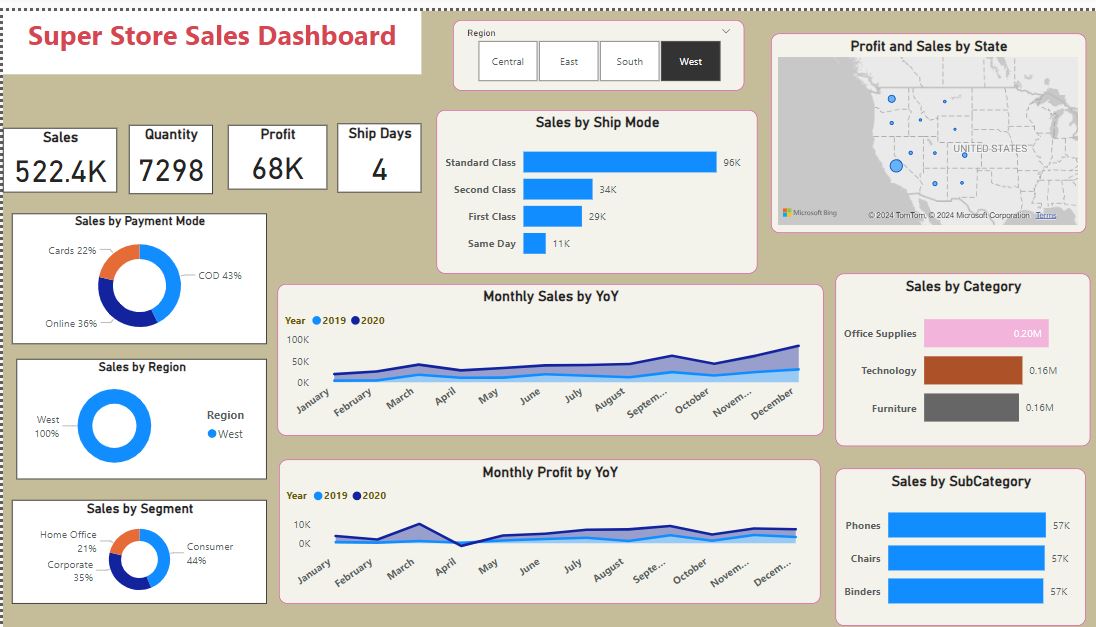 Super Store Sales Dashboard
Region
Central
East
South
West
Profit and Sales by State
UNITED STATES
Microsoft Bing
© 2024 TomTom, © 2024 Microsoft Corporation Terms
Sales
522.4K
Quantity
7298
Profit
68K
Ship Days
4
Sales by Ship Mode
Standard Class 96K
Second Class 34K
First Class 29K
Same Day 11K
Sales by Payment Mode
Cards 22%
COD 43%
Online 36%
Monthly Sales by YoY
Year 2019 2020
100K
50K
0K
January February March April May June July August Septem... October Novem... December
Sales by Category
Office Supplies 0.20M
Technology 0.16M
Furniture 0.16M
Sales by Region
West
100%
Region
West
Monthly Profit by YoY
Year 2019 2020
10K
0K
January February March April May June July August Septe... October Novem... Decem...
Sales by SubCategory
Phones 57K
Chairs 57K
Binders 57K
Sales by Segment
Home Office
21%
Consumer
44%
Corporate
35%